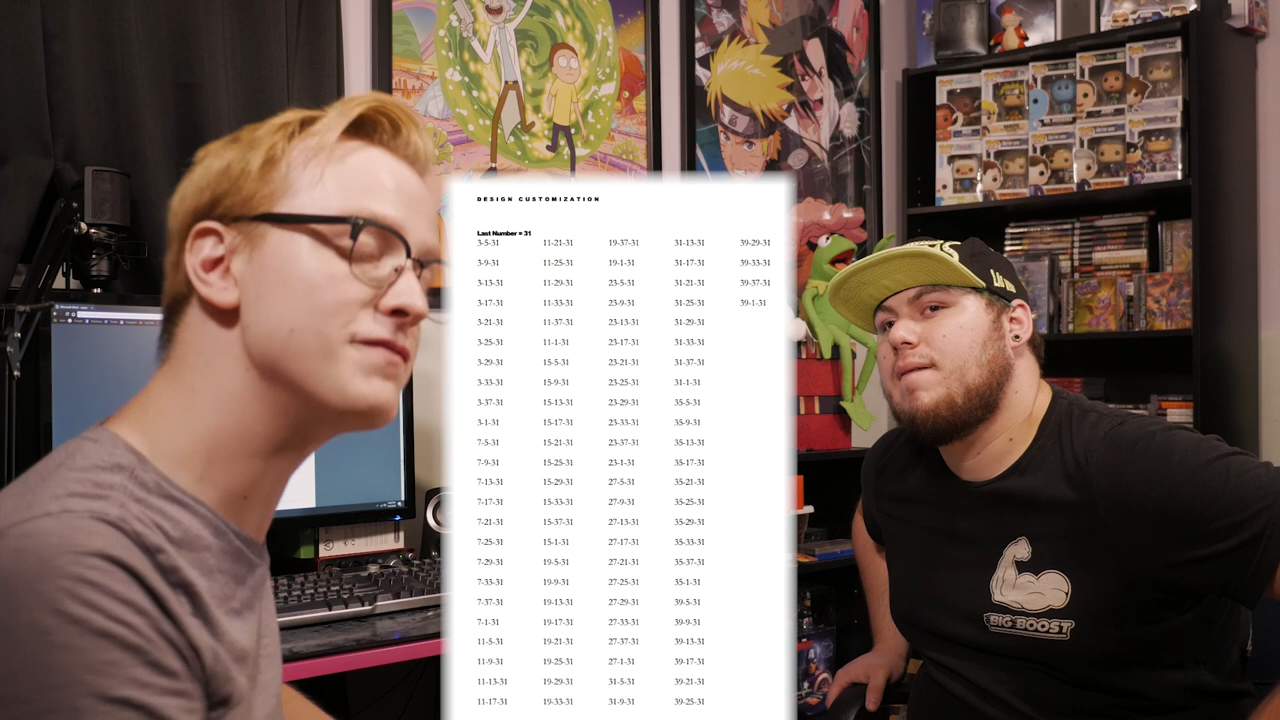 DESIGN CUSTOMIZATION
Last Number = 31
3-5-31 11-21-31 19-37-31 31-13-31 39-29-31
3-9-31 11-25-31 19-1-31 31-17-31 39-33-31
3-13-31 11-29-31 23-5-31 31-21-31 39-37-31
3-17-31 11-33-31 23-9-31 31-25-31 39-1-31
3-21-31 11-37-31 23-13-31 31-29-31
3-25-31 11-1-31 23-17-31 31-33-31
3-29-31 15-5-31 23-21-31 31-37-31
3-33-31 15-9-31 23-25-31 31-1-31
3-37-31 15-13-31 23-29-31 35-5-31
3-1-31 15-17-31 23-33-31 35-9-31
7-5-31 15-21-31 23-37-31 35-13-31
7-9-31 15-25-31 23-1-31 35-17-31
7-13-31 15-29-31 27-5-31 35-21-31
7-17-31 15-33-31 27-9-31 35-25-31
7-21-31 15-37-31 27-13-31 35-29-31
7-25-31 15-1-31 27-17-31 35-33-31
7-29-31 19-5-31 27-21-31 35-37-31
7-33-31 19-9-31 27-25-31 35-1-31
7-37-31 19-13-31 27-29-31 39-5-31
7-1-31 19-17-31 27-33-31 39-9-31
11-5-31 19-21-31 27-37-31 39-13-31
11-9-31 19-25-31 27-1-31 39-17-31
11-13-31 19-29-31 31-5-31 39-21-31
11-17-31 19-33-31 31-9-31 39-25-31
BIG BOOST